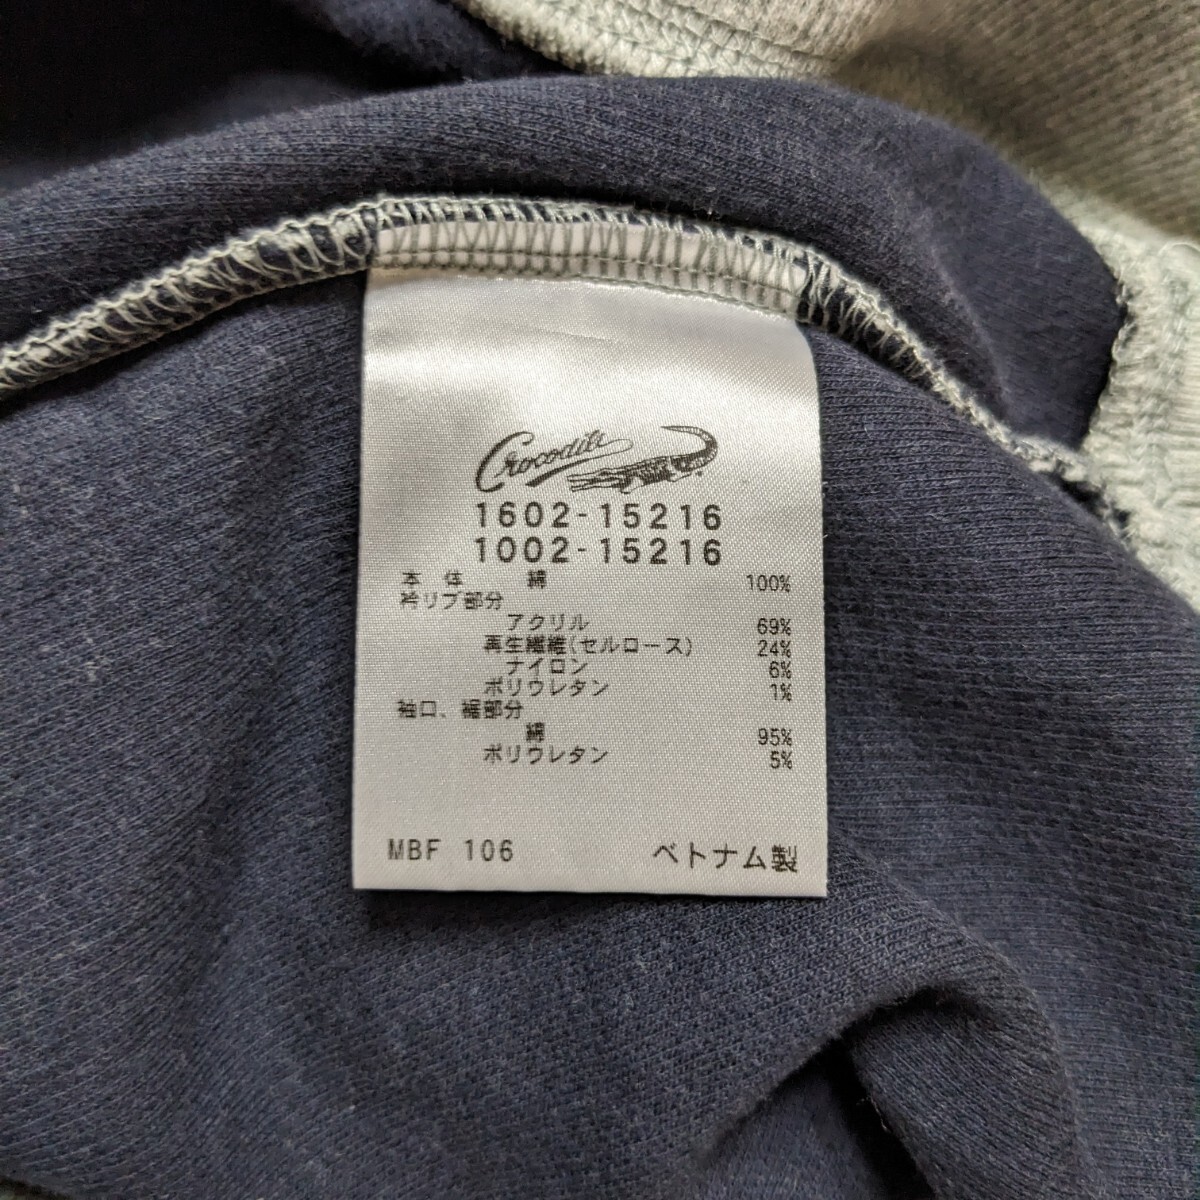 Crocodile
1602-15216
1002-15216
本 体 綿 100%
衿リブ部分
アクリル 69%
再生繊維(セルロース) 24%
ナイロン 6%
ポリウレタン 1%
袖口、裾部分
綿 95%
ポリウレタン 5%
MBF 106 ベトナム製